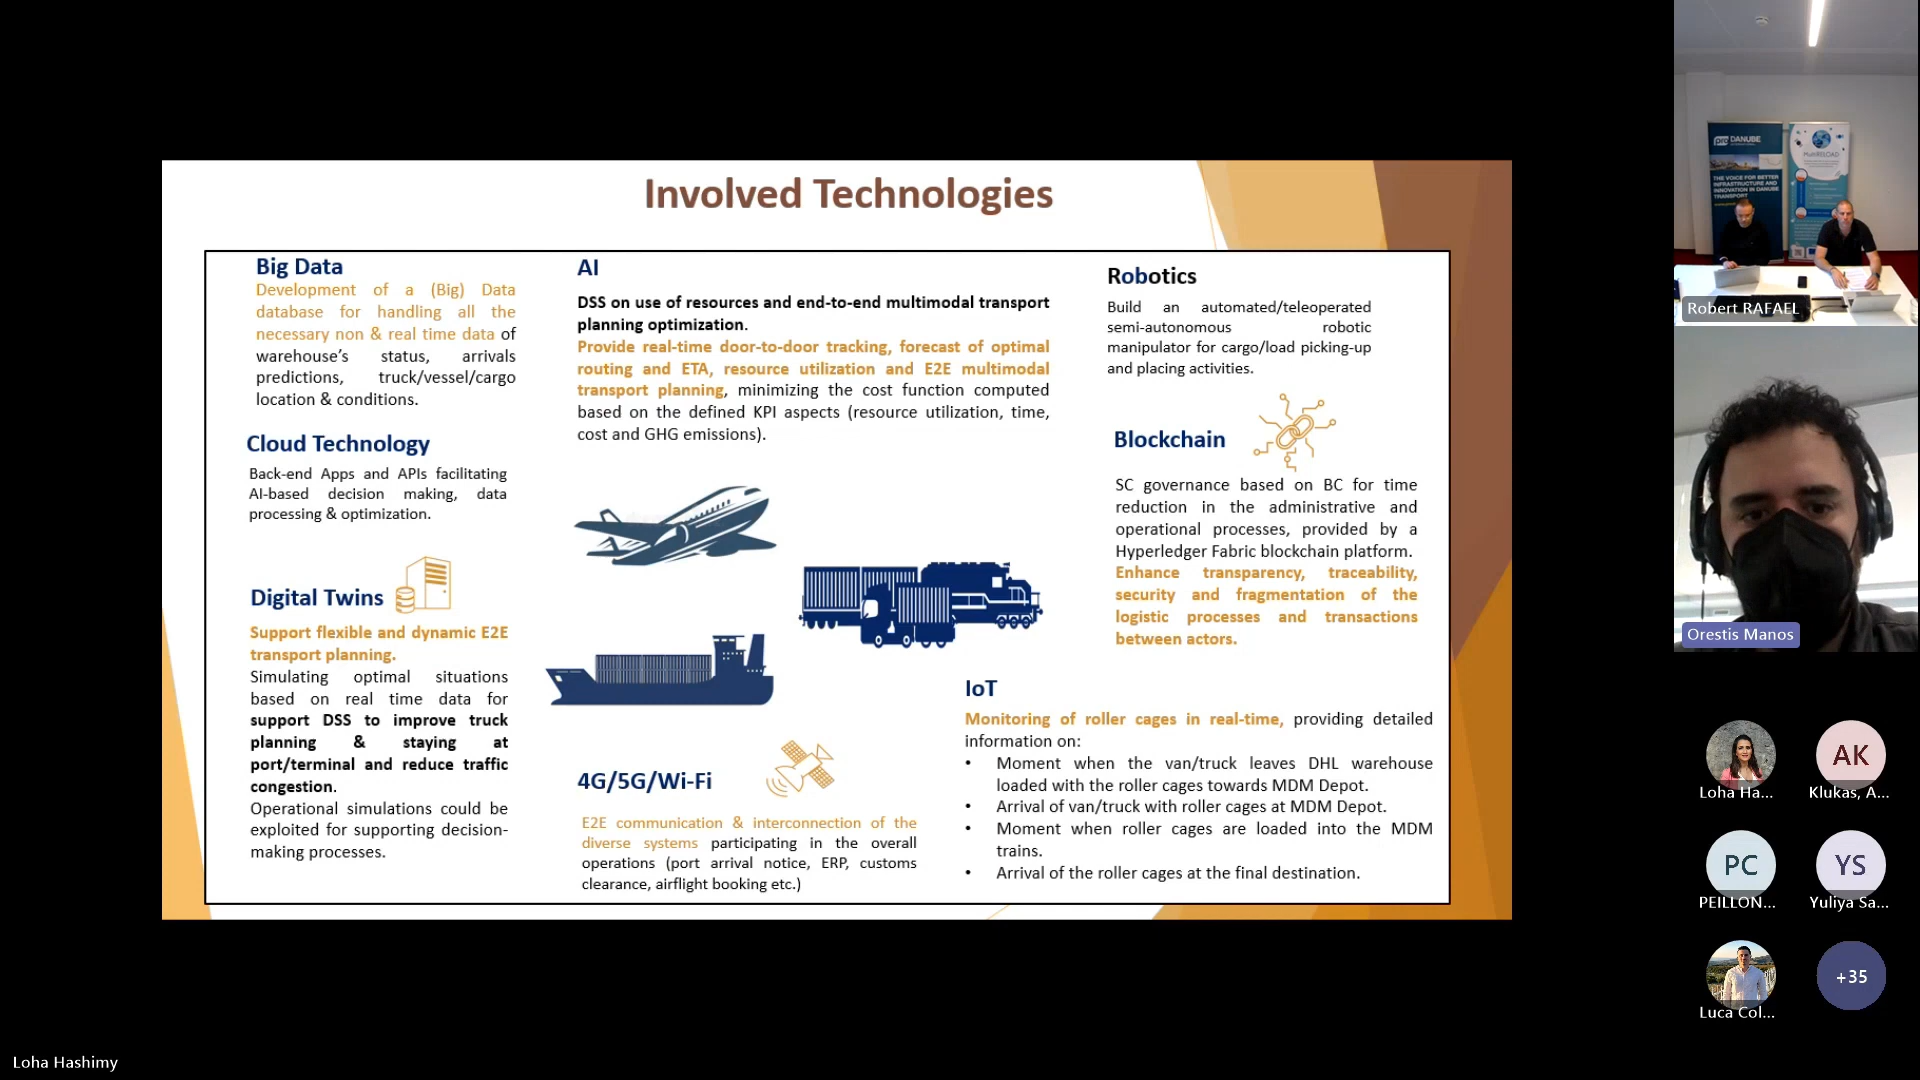 Involved Technologies
Big Data
Development of a (Big) Data
database for handling all the
necessary non & real time data of
warehouse's status, arrivals
predictions, truck/vessel/cargo
location & conditions.
Cloud Technology
Back-end Apps and APIs facilitating
AI-based decision making, data
processing & optimization.
Digital Twins
Support flexible and dynamic E2E
transport planning.
Simulating optimal situations
based on real time data for
support DSS to improve truck
planning & staying at
port/terminal and reduce traffic
congestion.
Operational simulations could be
exploited for supporting decision-
making processes.
AI
DSS on use of resources and end-to-end multimodal transport
planning optimization.
Provide real-time door-to-door tracking, forecast of optimal
routing and ETA, resource utilization and E2E multimodal
transport planning, minimizing the cost function computed
based on the defined KPI aspects (resource utilization, time,
cost and GHG emissions).
4G/5G/Wi-Fi
E2E communication & interconnection of the
diverse systems participating in the overall
operations (port arrival notice, ERP, customs
clearance, airflight booking etc.)
Robotics
Build an automated/teleoperated
semi-autonomous robotic
manipulator for cargo/load picking-up
and placing activities.
Blockchain
SC governance based on BC for time
reduction in the administrative and
operational processes, provided by a
Hyperledger Fabric blockchain platform.
Enhance transparency, traceability,
security and fragmentation of the
logistic processes and transactions
between actors.
IoT
Monitoring of roller cages in real-time, providing detailed
information on:
• Moment when the van/truck leaves DHL warehouse
loaded with the roller cages towards MDM Depot.
• Arrival of van/truck with roller cages at MDM Depot.
• Moment when roller cages are loaded into the MDM
trains.
• Arrival of the roller cages at the final destination.
pro DANUBE
THE VOICE FOR BETTER
INFRASTRUCTURE AND
INNOVATION IN DANUBE
TRANSPORT
MultiRELOAD
Robert RAFAEL
Orestis Manos
Loha Ha...
AK
Klukas, A...
PC
PEILLON...
YS
Yuliya Sa...
Luca Col...
+35
Loha Hashimy